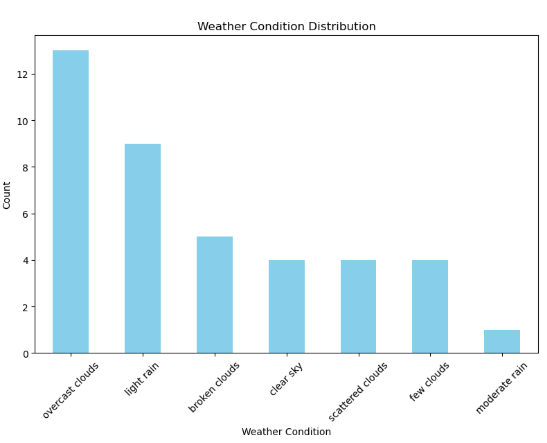 Weather Condition Distribution
Count
12
10
8
6
4
2
0
overcast clouds
light rain
broken clouds
clear sky
scattered clouds
few clouds
moderate rain
Weather Condition